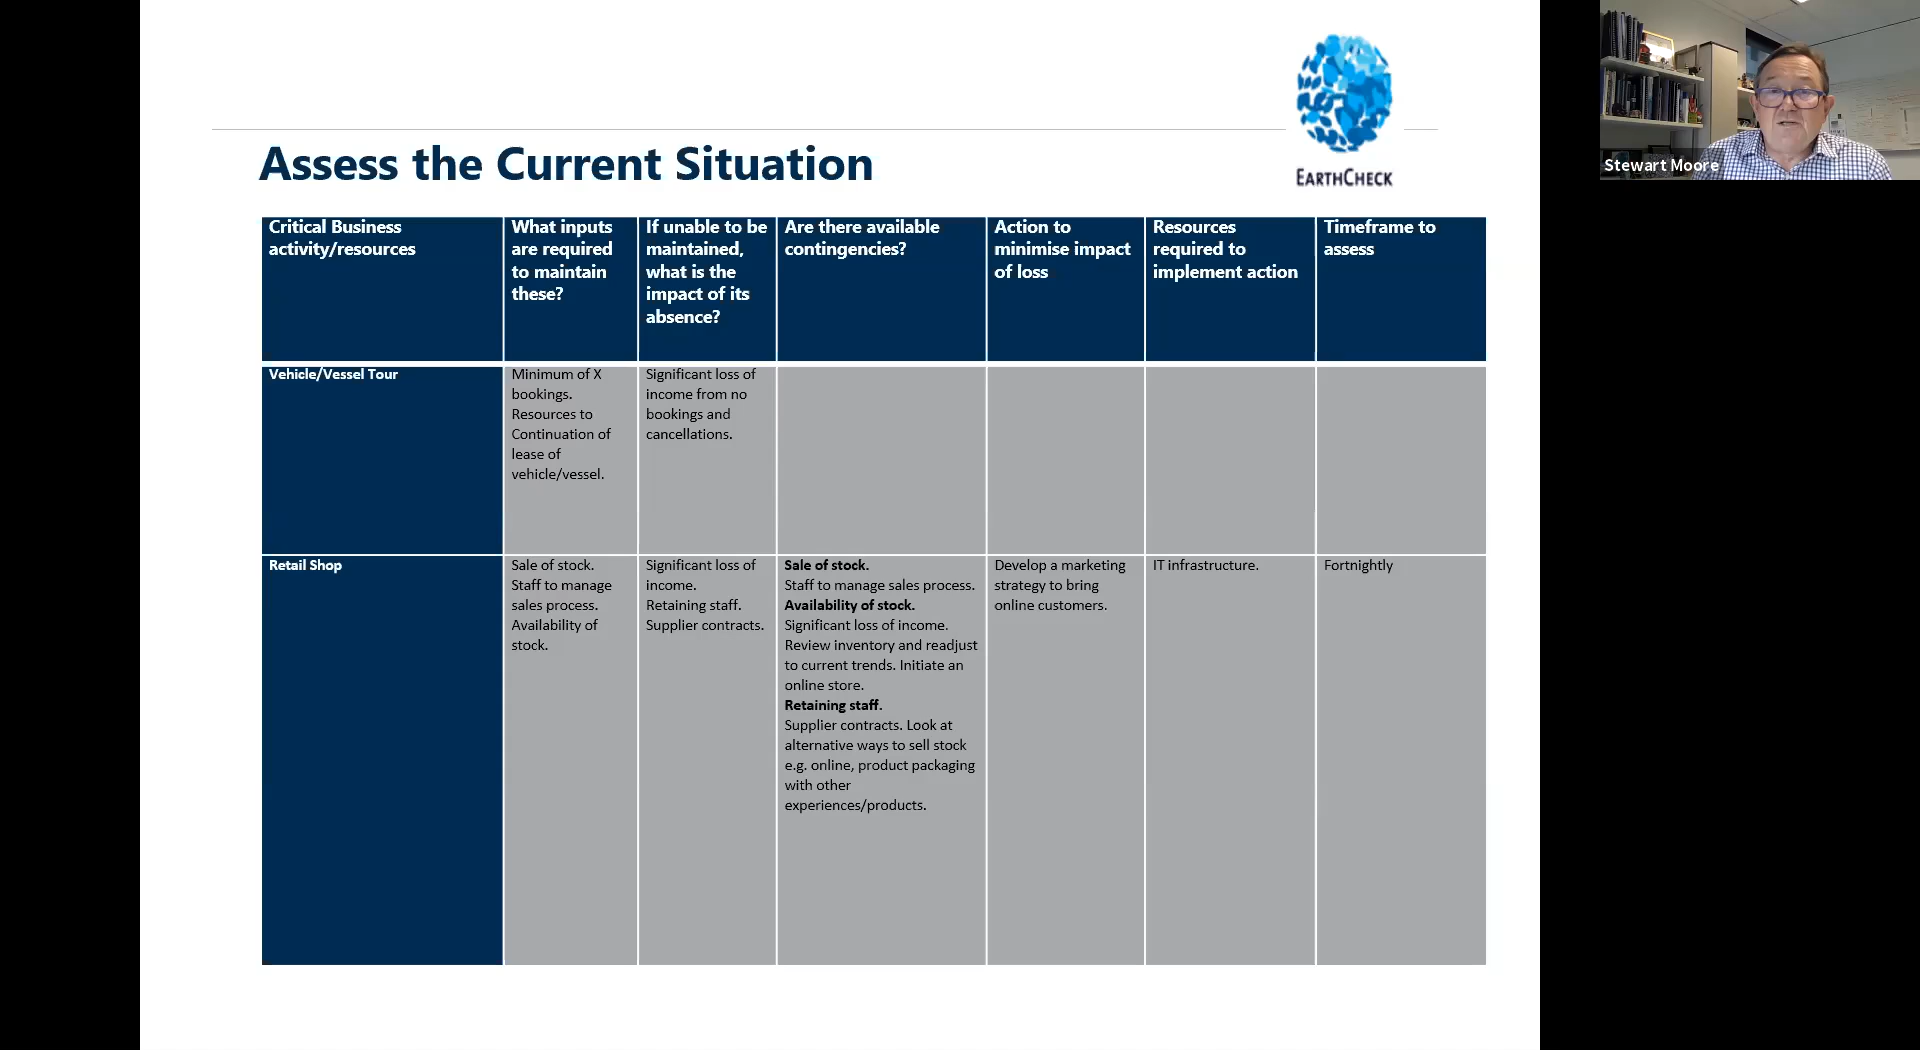 Assess the Current Situation
EARTHCHECK
Stewart Moore
Critical Business
activity/resources
What inputs
are required
to maintain
these?
If unable to be
maintained,
what is the
impact of its
absence?
Are there available
contingencies?
Action to
minimise impact
of loss
Resources
required to
implement action
Timeframe to
assess
Vehicle/Vessel Tour
Minimum of X
bookings.
Resources to
Continuation of
lease of
vehicle/vessel.
Significant loss of
income from no
bookings and
cancellations.
Retail Shop
Sale of stock.
Staff to manage
sales process.
Availability of
stock.
Significant loss of
income.
Retaining staff.
Supplier contracts.
Sale of stock.
Staff to manage sales process.
Availability of stock.
Significant loss of income.
Review inventory and readjust
to current trends. Initiate an
online store.
Retaining staff.
Supplier contracts. Look at
alternative ways to sell stock
e.g. online, product packaging
with other
experiences/products.
Develop a marketing
strategy to bring
online customers.
IT infrastructure.
Fortnightly